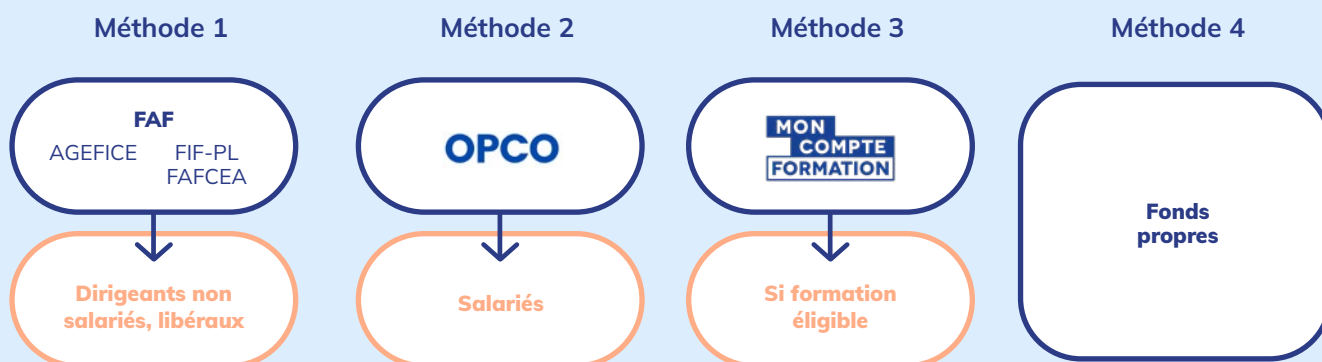 Méthode 1
Méthode 2
Méthode 3
Méthode 4
FAF
AGEFICE
FIF-PL
FAFCEA
OPCO
MON
COMPTE
FORMATION
Fonds
propres
Dirigeants non
salariés, libéraux
Salariés
Si formation
éligible